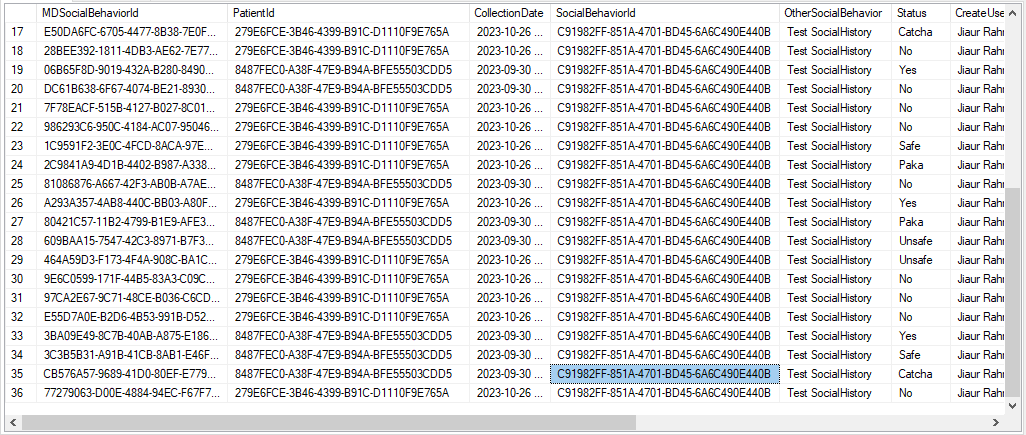 MDSocialBehaviorId PatientId CollectionDate SocialBehaviorId OtherSocialBehavior Status CreateUse
17 E50DA6FC-6705-4477-8B38-7E0F... 279E6FCE-3B46-4399-B91C-D1110F9E765A 2023-10-26 ... C91982FF-851A-4701-BD45-6A6C490E440B Test SocialHistory Catcha Jiaur Rahr
18 28BEE392-1811-4DB3-AE62-7E77... 279E6FCE-3B46-4399-B91C-D1110F9E765A 2023-10-26 ... C91982FF-851A-4701-BD45-6A6C490E440B Test SocialHistory No Jiaur Rahr
19 06B65F8D-9019-432A-B280-8490... 8487FEC0-A38F-47E9-B94A-BFE55503CDD5 2023-09-30 ... C91982FF-851A-4701-BD45-6A6C490E440B Test SocialHistory Yes Jiaur Rahr
20 DC61B638-6F67-4074-BE21-8930... 8487FEC0-A38F-47E9-B94A-BFE55503CDD5 2023-09-30 ... C91982FF-851A-4701-BD45-6A6C490E440B Test SocialHistory No Jiaur Rahr
21 7F78EACF-515B-4127-B027-8C01... 279E6FCE-3B46-4399-B91C-D1110F9E765A 2023-10-26 ... C91982FF-851A-4701-BD45-6A6C490E440B Test SocialHistory No Jiaur Rahr
22 986293C6-950C-4184-AC07-95046... 279E6FCE-3B46-4399-B91C-D1110F9E765A 2023-10-26 ... C91982FF-851A-4701-BD45-6A6C490E440B Test SocialHistory No Jiaur Rahr
23 1C9591F2-3E0C-4FCD-8ACA-97E... 279E6FCE-3B46-4399-B91C-D1110F9E765A 2023-10-26 ... C91982FF-851A-4701-BD45-6A6C490E440B Test SocialHistory Safe Jiaur Rahr
24 2C9841A9-4D1B-4402-B987-A338... 279E6FCE-3B46-4399-B91C-D1110F9E765A 2023-10-26 ... C91982FF-851A-4701-BD45-6A6C490E440B Test SocialHistory Paka Jiaur Rahr
25 81086876-A667-42F3-AB0B-A7AE... 8487FEC0-A38F-47E9-B94A-BFE55503CDD5 2023-09-30 ... C91982FF-851A-4701-BD45-6A6C490E440B Test SocialHistory No Jiaur Rahr
26 A293A357-4AB8-440C-BB03-A80F... 279E6FCE-3B46-4399-B91C-D1110F9E765A 2023-10-26 ... C91982FF-851A-4701-BD45-6A6C490E440B Test SocialHistory Yes Jiaur Rahr
27 80421C57-11B2-4799-B1E9-AFE3... 8487FEC0-A38F-47E9-B94A-BFE55503CDD5 2023-09-30 ... C91982FF-851A-4701-BD45-6A6C490E440B Test SocialHistory Paka Jiaur Rahr
28 609BAA15-7547-42C3-8971-B7F3... 8487FEC0-A38F-47E9-B94A-BFE55503CDD5 2023-09-30 ... C91982FF-851A-4701-BD45-6A6C490E440B Test SocialHistory Unsafe Jiaur Rahr
29 464A59D3-F173-4F4A-908C-BA1C... 279E6FCE-3B46-4399-B91C-D1110F9E765A 2023-10-26 ... C91982FF-851A-4701-BD45-6A6C490E440B Test SocialHistory Unsafe Jiaur Rahr
30 9E6C0599-171F-44B5-83A3-C09C... 279E6FCE-3B46-4399-B91C-D1110F9E765A 2023-10-26 ... C91982FF-851A-4701-BD45-6A6C490E440B Test SocialHistory No Jiaur Rahr
31 97CA2E67-9C71-48CE-B036-C6CD... 279E6FCE-3B46-4399-B91C-D1110F9E765A 2023-10-26 ... C91982FF-851A-4701-BD45-6A6C490E440B Test SocialHistory No Jiaur Rahr
32 E55D7A0E-B2D6-4B53-991B-D52... 279E6FCE-3B46-4399-B91C-D1110F9E765A 2023-10-26 ... C91982FF-851A-4701-BD45-6A6C490E440B Test SocialHistory No Jiaur Rahr
33 3BA09E49-8C7B-40AB-A875-E186... 8487FEC0-A38F-47E9-B94A-BFE55503CDD5 2023-09-30 ... C91982FF-851A-4701-BD45-6A6C490E440B Test SocialHistory Yes Jiaur Rahr
34 3C3B5B31-A91B-41CB-8AB1-E46F... 8487FEC0-A38F-47E9-B94A-BFE55503CDD5 2023-09-30 ... C91982FF-851A-4701-BD45-6A6C490E440B Test SocialHistory Safe Jiaur Rahr
35 CB576A57-9689-41D0-80EF-E779... 8487FEC0-A38F-47E9-B94A-BFE55503CDD5 2023-09-30 ... C91982FF-851A-4701-BD45-6A6C490E440B Test SocialHistory Catcha Jiaur Rahr
36 77279063-D00E-4884-94EC-F67F7... 279E6FCE-3B46-4399-B91C-D1110F9E765A 2023-10-26 ... C91982FF-851A-4701-BD45-6A6C490E440B Test SocialHistory No Jiaur Rahr